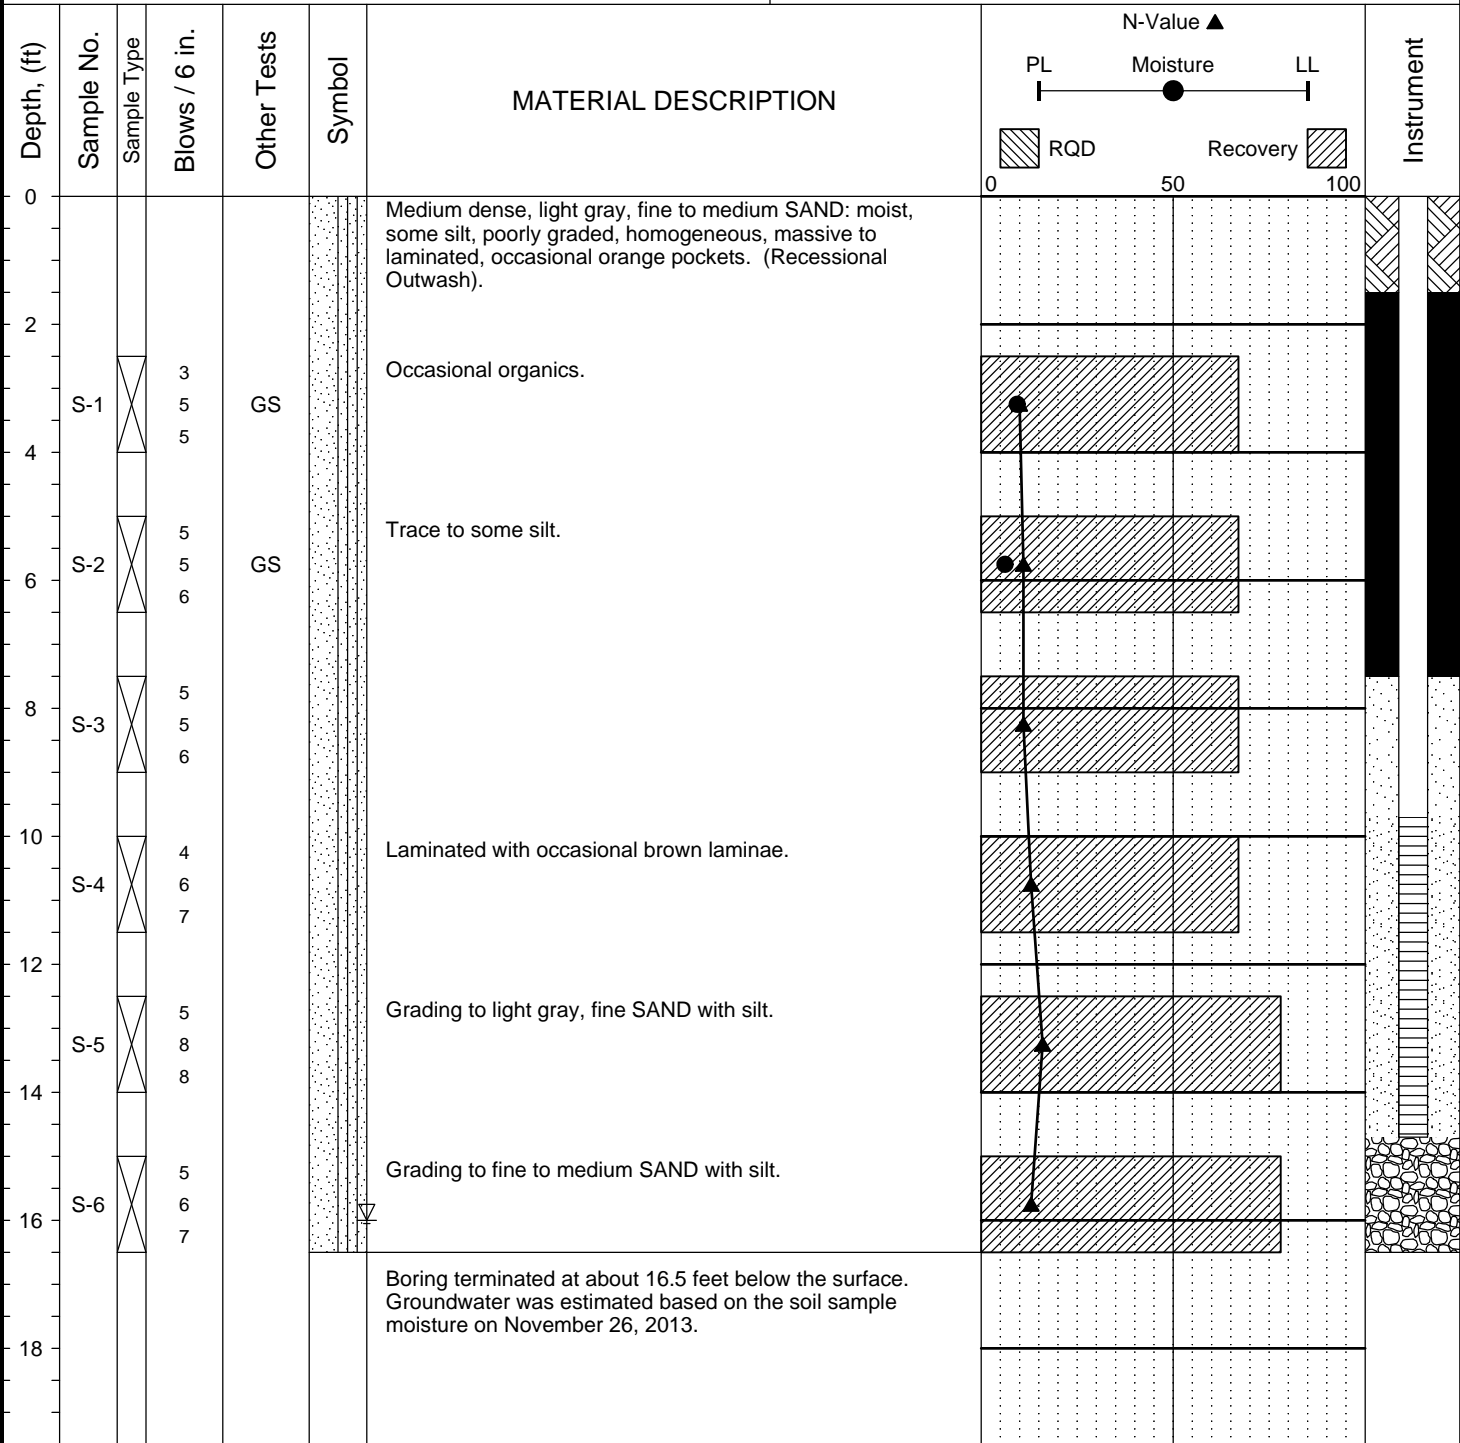 Depth, (ft)
Sample No.
Sample Type
Blows / 6 in.
Other Tests
Symbol
MATERIAL DESCRIPTION
N-Value
PL Moisture LL
RQD Recovery
0 50 100
Instrument
0
Medium dense, light gray, fine to medium SAND: moist,
some silt, poorly graded, homogeneous, massive to
laminated, occasional orange pockets. (Recessional
Outwash).
2
3 Occasional organics.
S-1 5 GS
5
4
5 Trace to some silt.
S-2 5 GS
6
6
5
8
S-3 5
6
10
4 Laminated with occasional brown laminae.
S-4 6
7
12
5 Grading to light gray, fine SAND with silt.
S-5 8
8
14
5 Grading to fine to medium SAND with silt.
S-6 6
16
7
Boring terminated at about 16.5 feet below the surface.
Groundwater was estimated based on the soil sample
moisture on November 26, 2013.
18